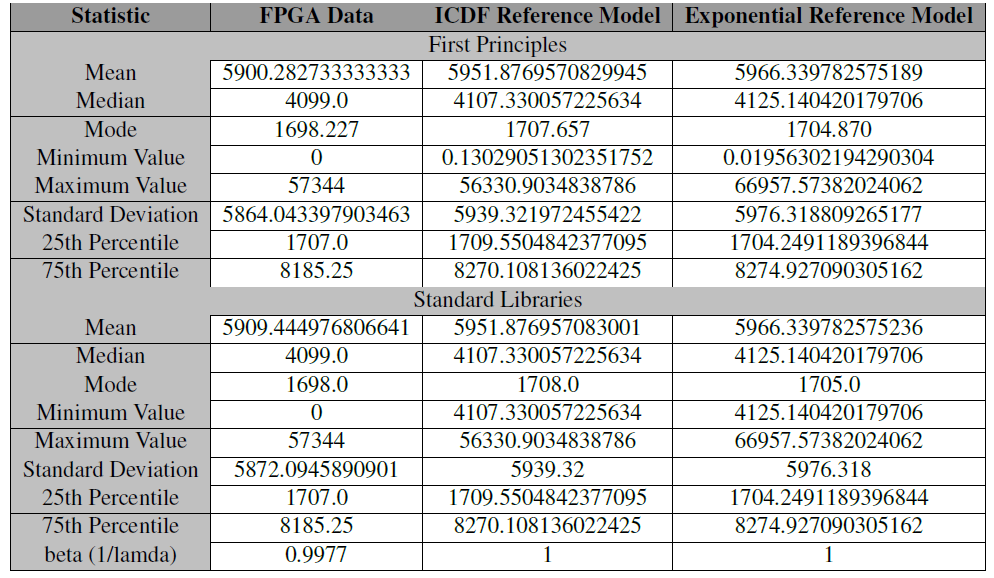 Statistic FPGA Data ICDF Reference Model Exponential Reference Model
First Principles
Mean 5900.282733333333 5951.8769570829945 5966.339782575189
Median 4099.0 4107.330057225634 4125.140420179706
Mode 1698.227 1707.657 1704.870
Minimum Value 0 0.13029051302351752 0.01956302194290304
Maximum Value 57344 56330.9034838786 66957.57382024062
Standard Deviation 5864.043397903463 5939.321972455422 5976.318809265177
25th Percentile 1707.0 1709.5504842377095 1704.2491189396844
75th Percentile 8185.25 8270.108136022425 8274.927090305162
Standard Libraries
Mean 5909.444976806641 5951.876957083001 5966.339782575236
Median 4099.0 4107.330057225634 4125.140420179706
Mode 1698.0 1708.0 1705.0
Minimum Value 0 4107.330057225634 4125.140420179706
Maximum Value 57344 56330.9034838786 66957.57382024062
Standard Deviation 5872.0945890901 5939.32 5976.318
25th Percentile 1707.0 1709.5504842377095 1704.2491189396844
75th Percentile 8185.25 8270.108136022425 8274.927090305162
beta (1/lamda) 0.9977 1 1